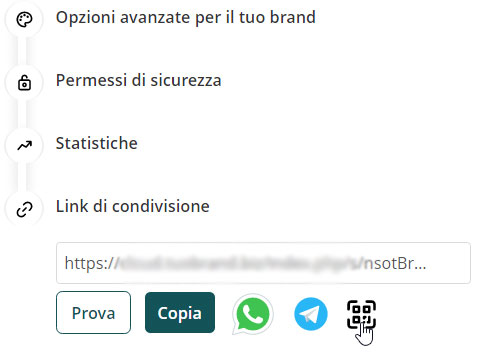 Opzioni avanzate per il tuo brand
Permessi di sicurezza
Statistiche
Link di condivisione
https:// nsotBr...
Prova
Copia